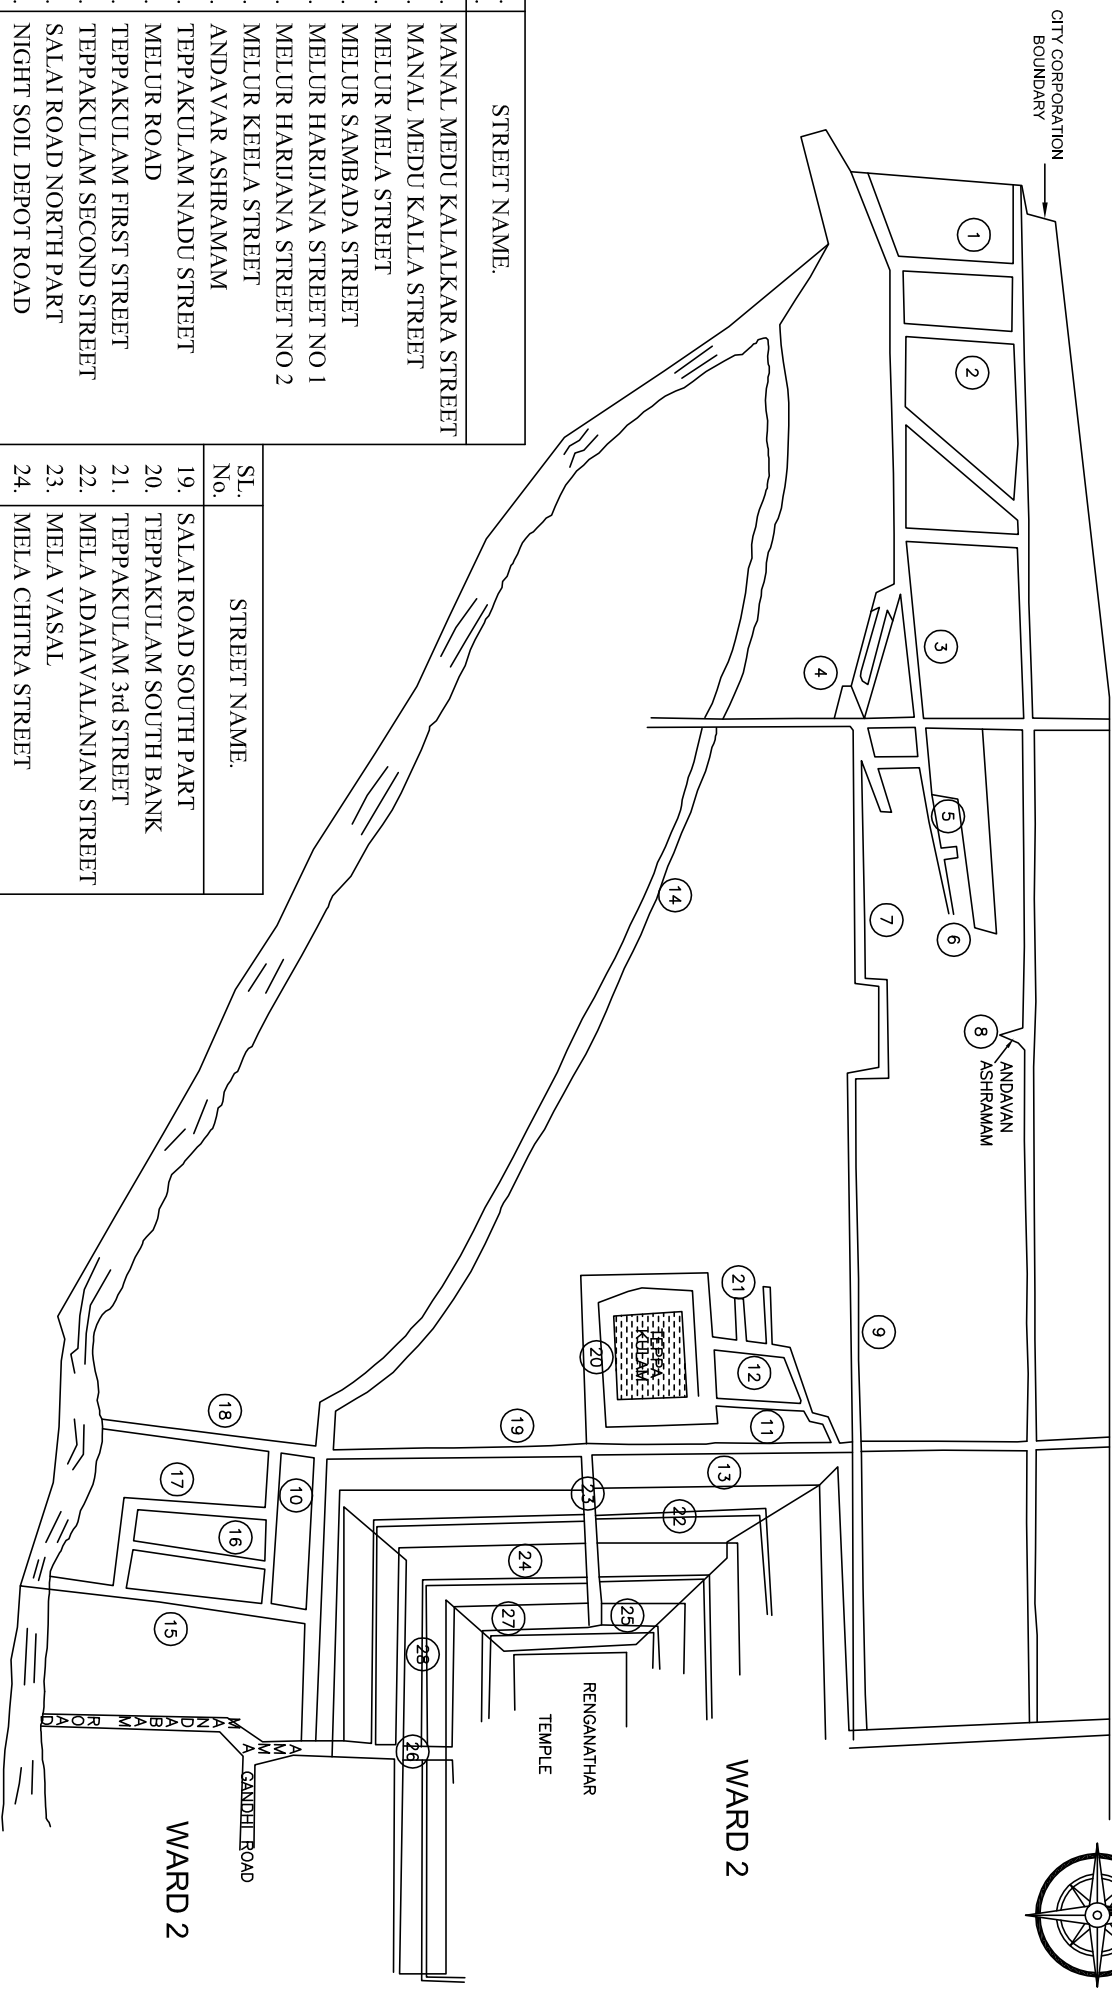 CITY CORPORATION
BOUNDARY
1
2
3
4
5
6
7
8
ANDAVAN
ASHRAMAM
9
14
21
TEPPA
KULAM
20
12
11
19
18
13
10
17
16
15
23
22
24
25
27
28
26
RENGANATHAR
TEMPLE
WARD 2
WARD 2
AMMA
MANDABAM ROAD
GANDHI ROAD
STREET NAME.
MANAL MEDU KALALKARA STREET
MANAL MEDU KALLA STREET
MELUR MELA STREET
MELUR SAMBADA STREET
MELUR HARIJANA STREET NO 1
MELUR HARIJANA STREET NO 2
MELUR KEELA STREET
ANDAVAR ASHRAMAM
TEPPAKULAM NADU STREET
MELUR ROAD
TEPPAKULAM FIRST STREET
TEPPAKULAM SECOND STREET
SALAI ROAD NORTH PART
NIGHT SOIL DEPOT ROAD
SL. No. STREET NAME.
19. SALAI ROAD SOUTH PART
20. TEPPAKULAM SOUTH BANK
21. TEPPAKULAM 3rd STREET
22. MELA ADAIAVALANJAN STREET
23. MELA VASAL
24. MELA CHITRA STREET